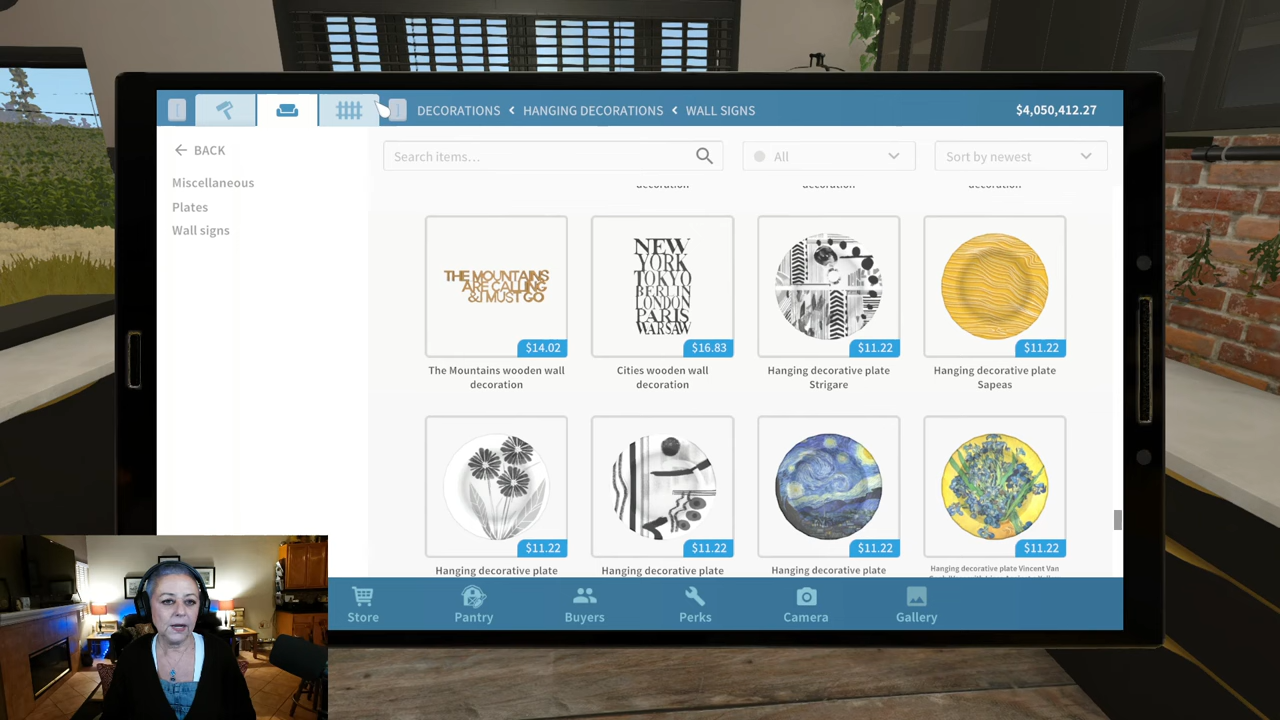 DECORATIONS < HANGING DECORATIONS < WALL SIGNS
$4,050,412.27
BACK
Search items...
All
Sort by newest
Miscellaneous
Plates
Wall signs
decoration
decoration
decoration
THE MOUNTAINS
ARE CALLING
& I MUST GO
NEW
YORK
TOKYO
BERLIN
LONDON
PARIS
WARSAW
$14.02
$16.83
$11.22
$11.22
The Mountains wooden wall
decoration
Cities wooden wall
decoration
Hanging decorative plate
Strigare
Hanging decorative plate
Sapeas
$11.22
$11.22
$11.22
$11.22
Hanging decorative plate
Hanging decorative plate
Hanging decorative plate
Hanging decorative plate Vincent Van
Store
Pantry
Buyers
Perks
Camera
Gallery